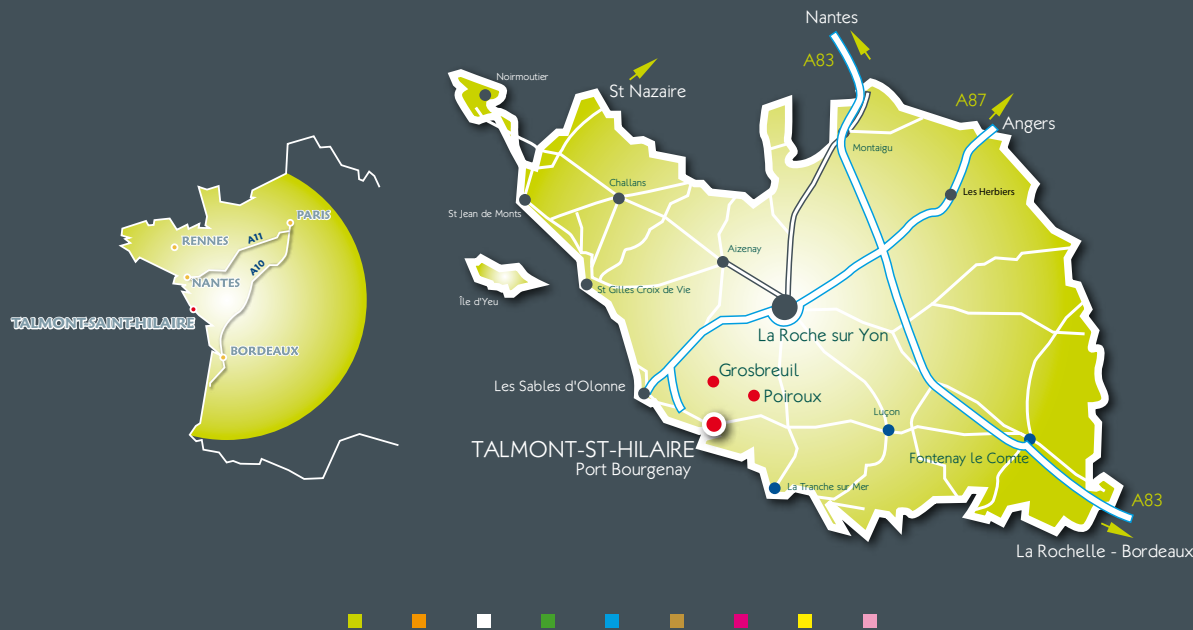 Nantes
A83
St Nazaire
A87
Angers
Noirmoutier
Montaigu
Challans
Les Herbiers
St Jean de Monts
Aizenay
Île d'Yeu
St Gilles Croix de Vie
La Roche sur Yon
Grosbreuil
Les Sables d'Olonne
Poiroux
Luçon
TALMONT-ST-HILAIRE
Port Bourgenay
Fontenay le Comte
La Tranche sur Mer
A83
La Rochelle - Bordeaux
PARIS
RENNES
A11
A10
NANTES
TALMONT-SAINT-HILAIRE
BORDEAUX